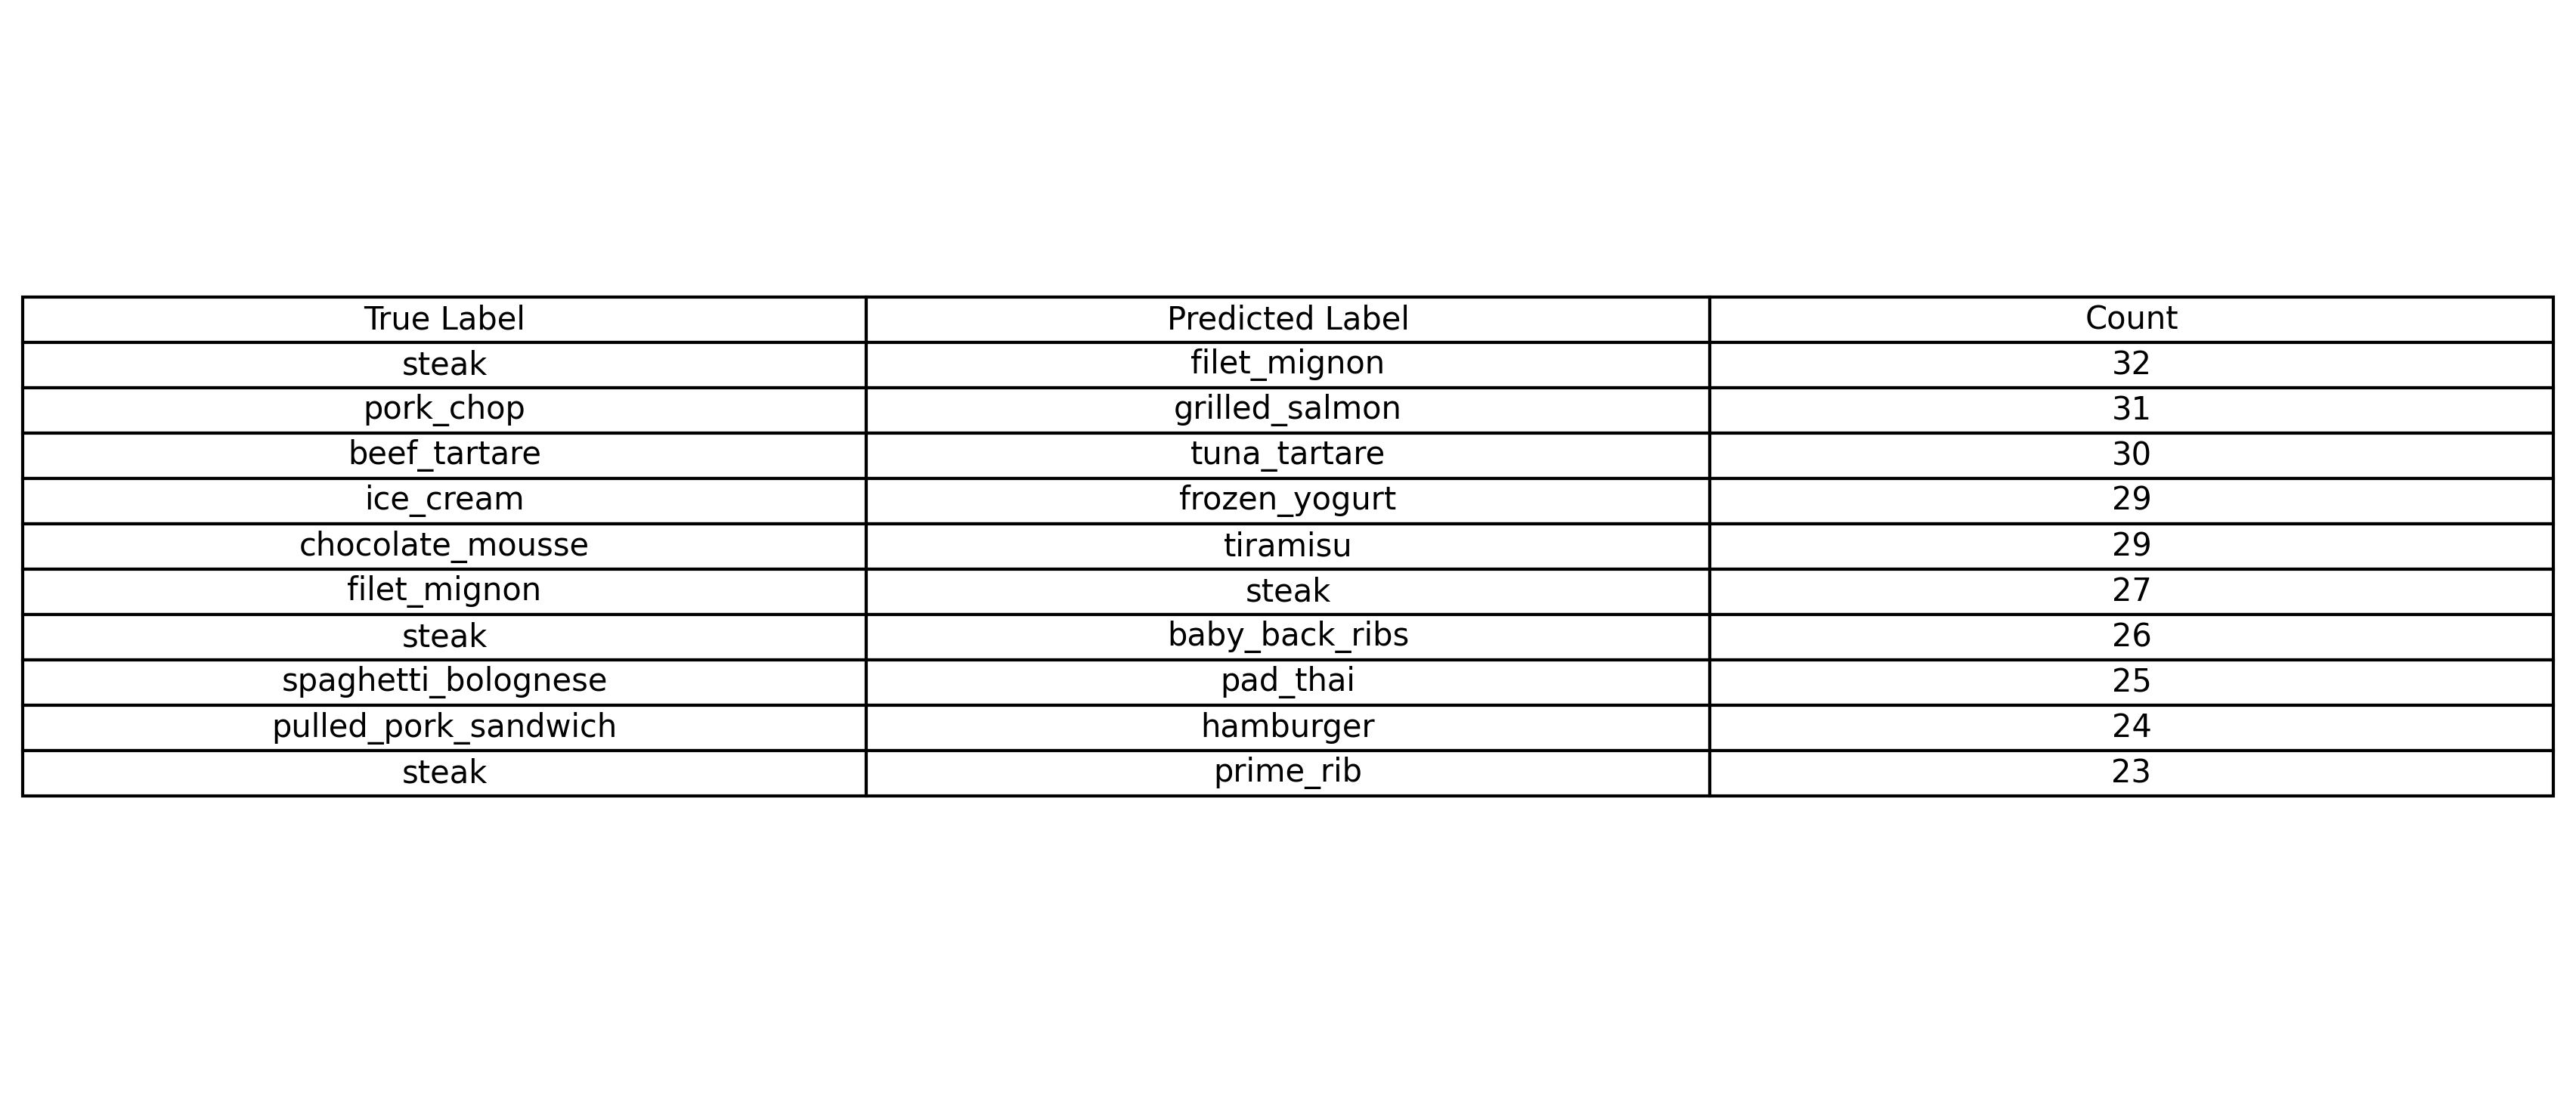 True Label Predicted Label Count
steak filet_mignon 32
pork_chop grilled_salmon 31
beef_tartare tuna_tartare 30
ice_cream frozen_yogurt 29
chocolate_mousse tiramisu 29
filet_mignon steak 27
steak baby_back_ribs 26
spaghetti_bolognese pad_thai 25
pulled_pork_sandwich hamburger 24
steak prime_rib 23